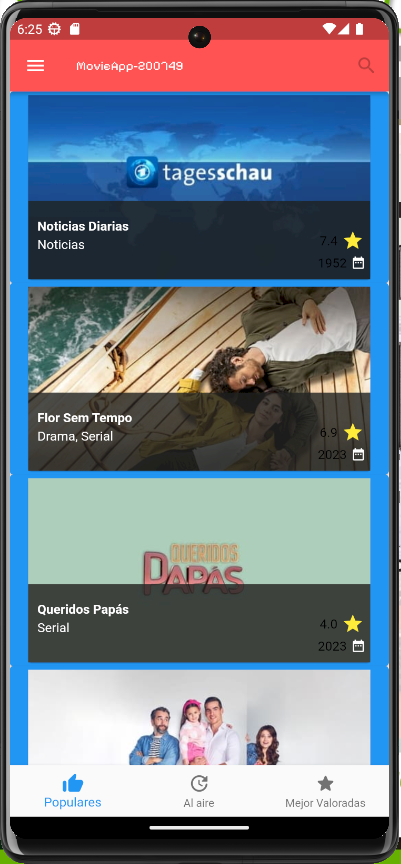 6:25
MovieApp-200749
tagesschau
Noticias Diarias
Noticias
7.4
1952
Flor Sem Tempo
Drama, Serial
6.9
2023
QUERIDOS
PAPÁS
Queridos Papás
Serial
4.0
2023
Populares
Al aire
Mejor Valoradas